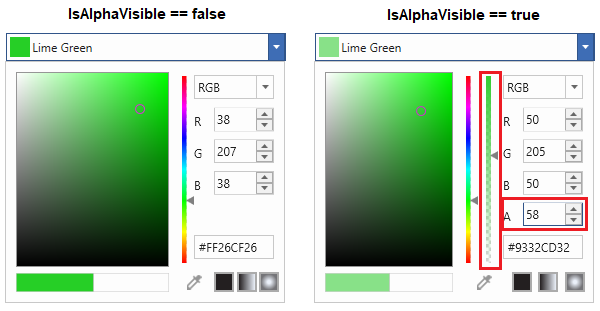 IsAlphaVisible == false
IsAlphaVisible == true
Lime Green
Lime Green
RGB
R 38
G 207
B 38
#FF26CF26
RGB
R 50
G 205
B 50
A 58
#9332CD32